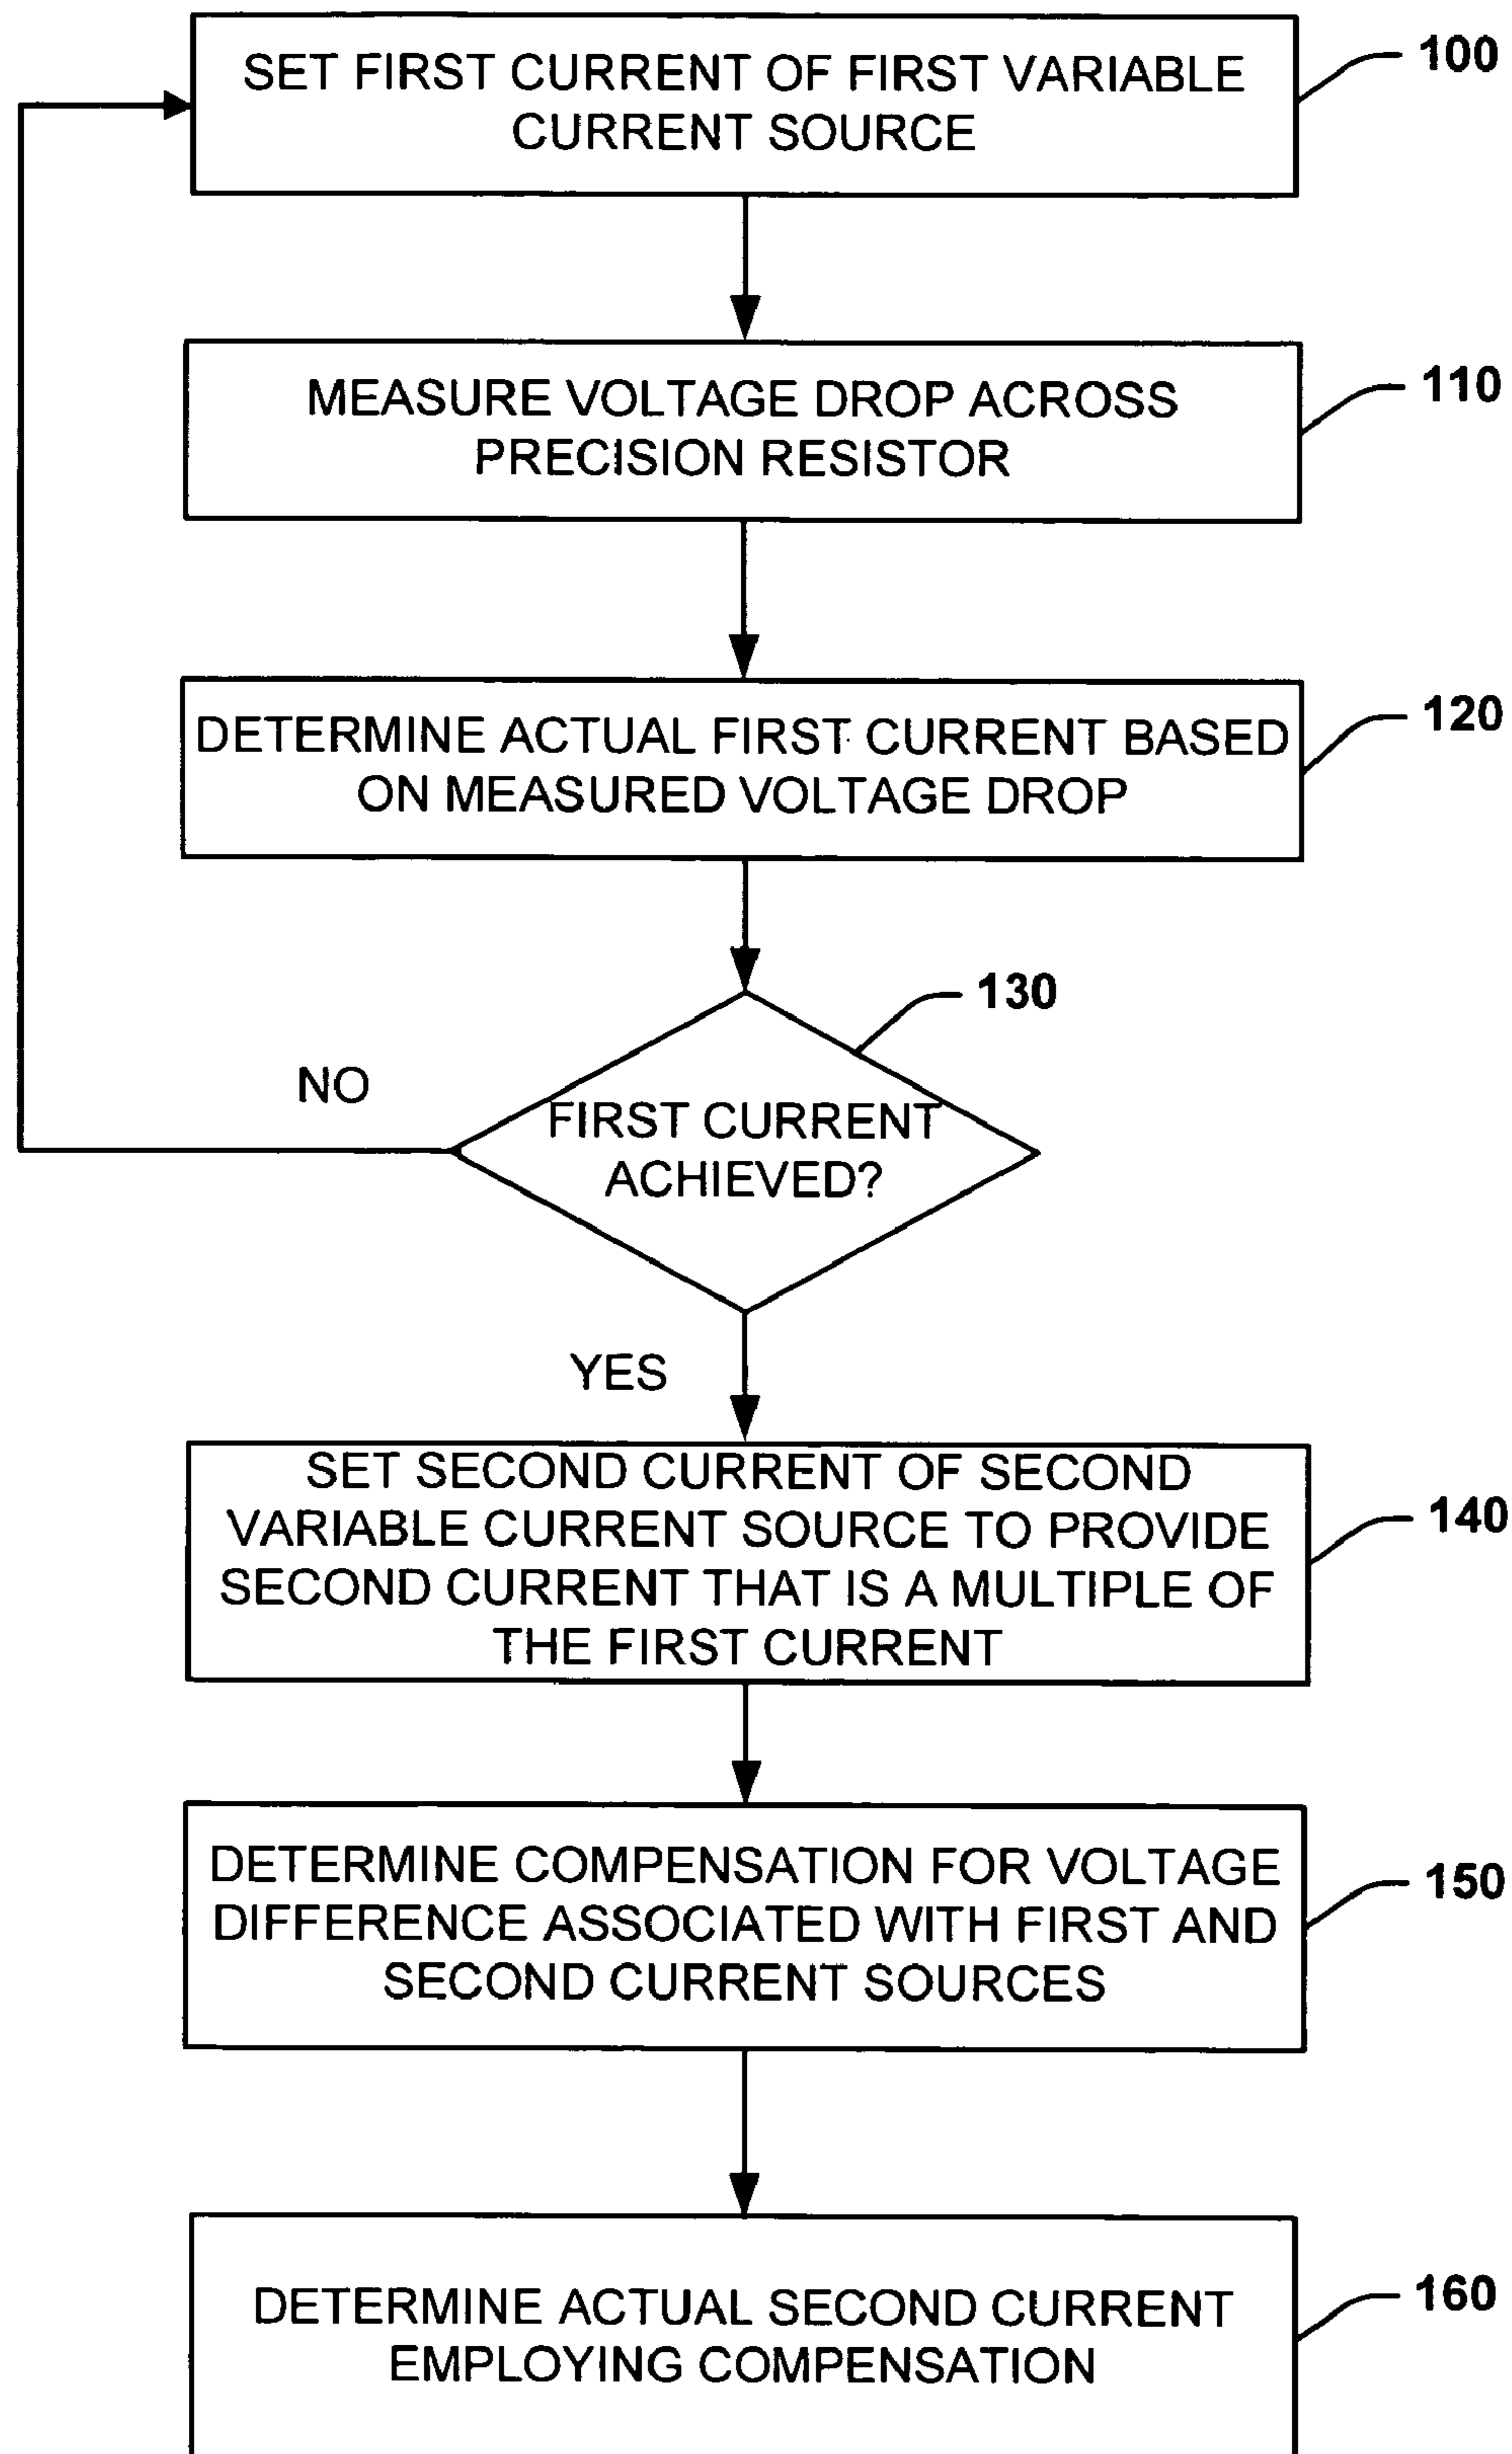 SET FIRST CURRENT OF FIRST VARIABLE
CURRENT SOURCE
100
MEASURE VOLTAGE DROP ACROSS
PRECISION RESISTOR
110
DETERMINE ACTUAL FIRST CURRENT BASED
ON MEASURED VOLTAGE DROP
120
130
NO
FIRST CURRENT
ACHIEVED?
YES
SET SECOND CURRENT OF SECOND
VARIABLE CURRENT SOURCE TO PROVIDE
SECOND CURRENT THAT IS A MULTIPLE OF
THE FIRST CURRENT
140
DETERMINE COMPENSATION FOR VOLTAGE
DIFFERENCE ASSOCIATED WITH FIRST AND
SECOND CURRENT SOURCES
150
DETERMINE ACTUAL SECOND CURRENT
EMPLOYING COMPENSATION
160